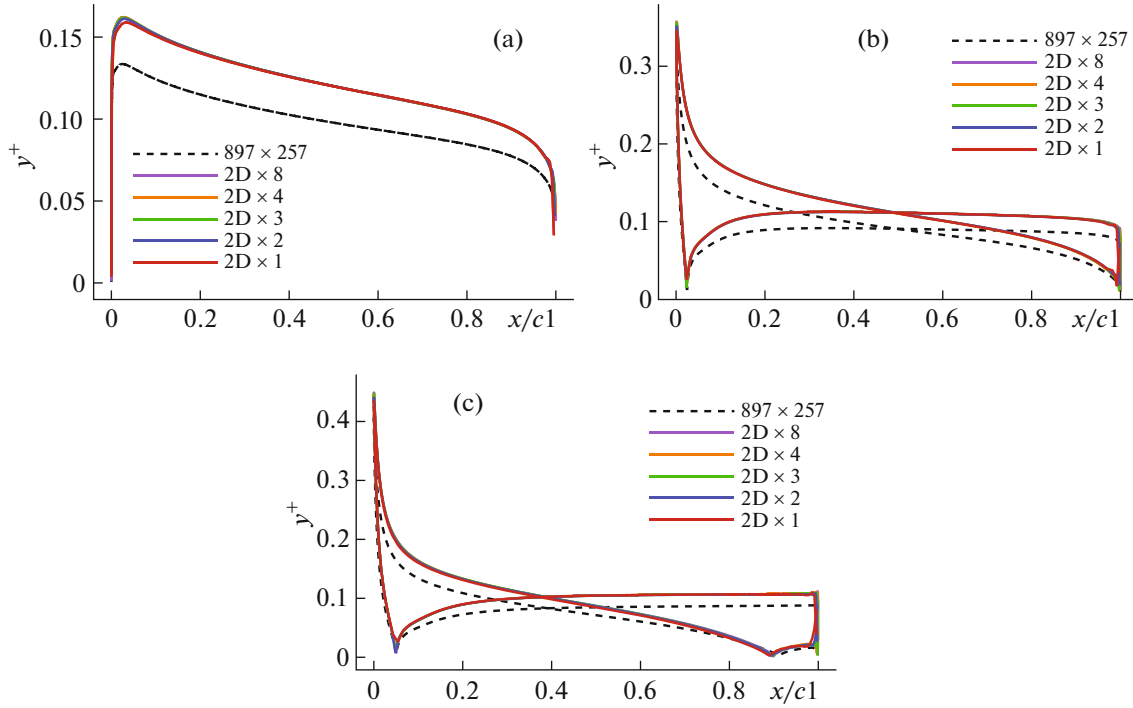 (a)
y+
0.15
0.10
0.05
0
897 × 257
2D × 8
2D × 4
2D × 3
2D × 2
2D × 1
0 0.2 0.4 0.6 0.8 x/c1
(b)
y+
0.3
0.2
0.1
0
897 × 257
2D × 8
2D × 4
2D × 3
2D × 2
2D × 1
0 0.2 0.4 0.6 0.8 x/c1
(c)
y+
0.4
0.3
0.2
0.1
0
897 × 257
2D × 8
2D × 4
2D × 3
2D × 2
2D × 1
0 0.2 0.4 0.6 0.8 x/c1